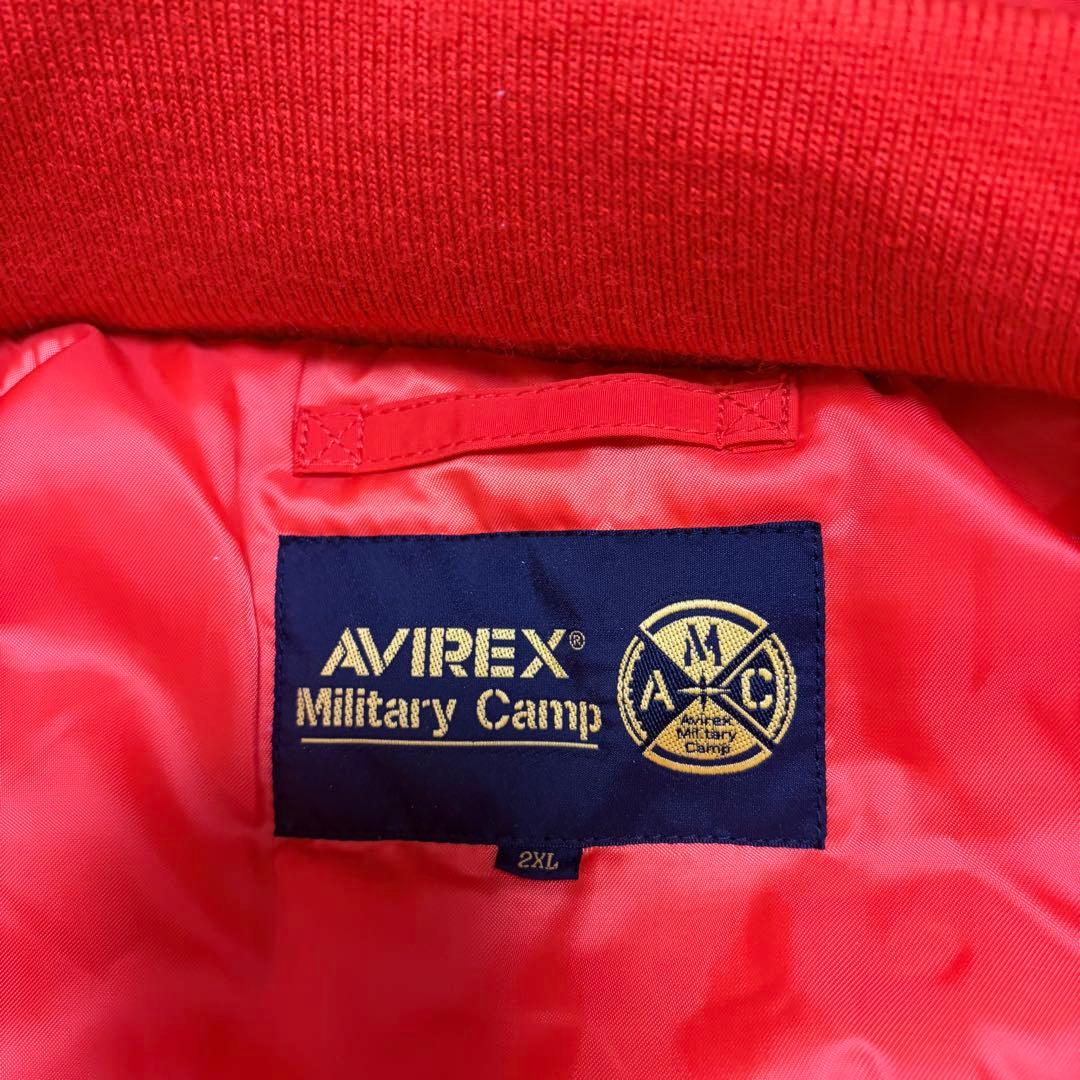 AVIREX®
Military Camp
M
A C
Avirex
Military
Camp
2XL